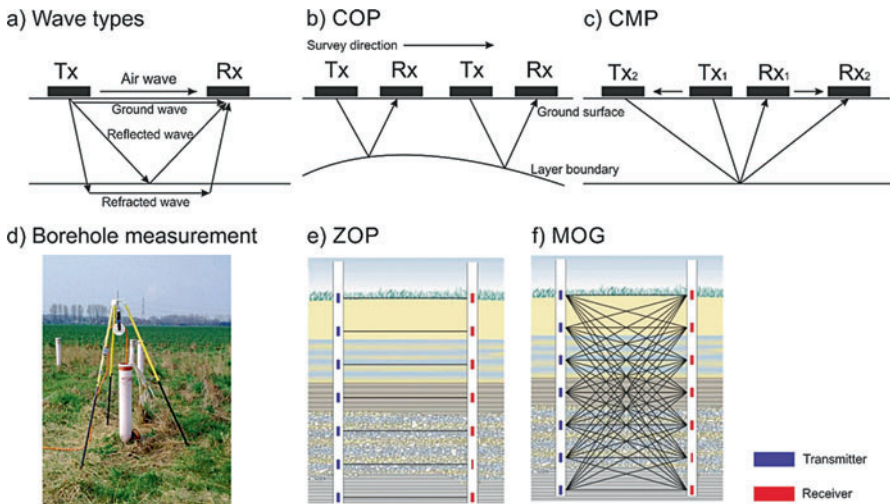 a) Wave types
Tx
Air wave
Rx
Ground wave
Reflected wave
Refracted wave
b) COP
Survey direction
Tx
Rx
Tx
Rx
Ground surface
Layer boundary
c) CMP
Tx2
Tx1
Rx1
Rx2
d) Borehole measurement
e) ZOP
f) MOG
Transmitter
Receiver